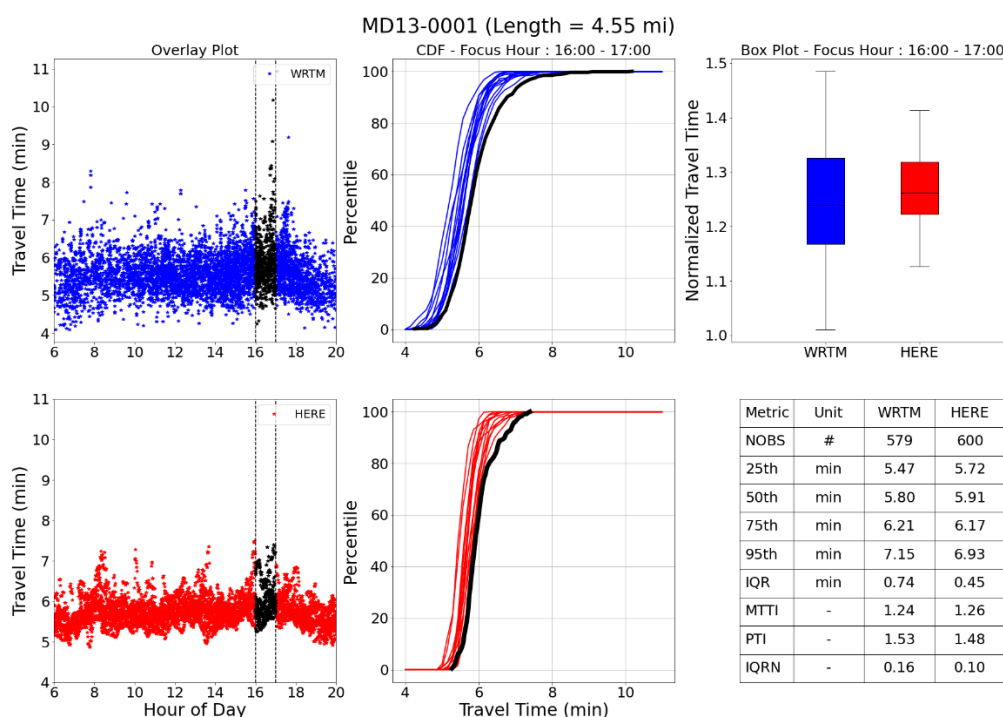 MD13-0001 (Length = 4.55 mi)
Overlay Plot
Travel Time (min)
11
10
9
8
7
6
5
4
WRTM
6 8 10 12 14 16 18 20
CDF - Focus Hour : 16:00 - 17:00
Percentile
100
80
60
40
20
0
4 6 8 10
Box Plot - Focus Hour : 16:00 - 17:00
Normalized Travel Time
1.5
1.4
1.3
1.2
1.1
1.0
WRTM HERE
Travel Time (min)
11
10
9
8
7
6
5
4
HERE
6 8 10 12 14 16 18 20
Hour of Day
Percentile
100
80
60
40
20
0
4 6 8 10
Travel Time (min)
Metric Unit WRTM HERE
NOBS # 579 600
25th min 5.47 5.72
50th min 5.80 5.91
75th min 6.21 6.17
95th min 7.15 6.93
IQR min 0.74 0.45
MTTI - 1.24 1.26
PTI - 1.53 1.48
IQRN - 0.16 0.10